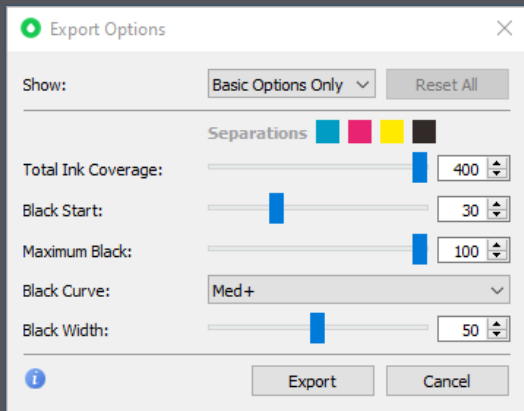 Export Options
Show: Basic Options Only Reset All
Separations
Total Ink Coverage: 400
Black Start: 30
Maximum Black: 100
Black Curve: Med+
Black Width: 50
i Export Cancel